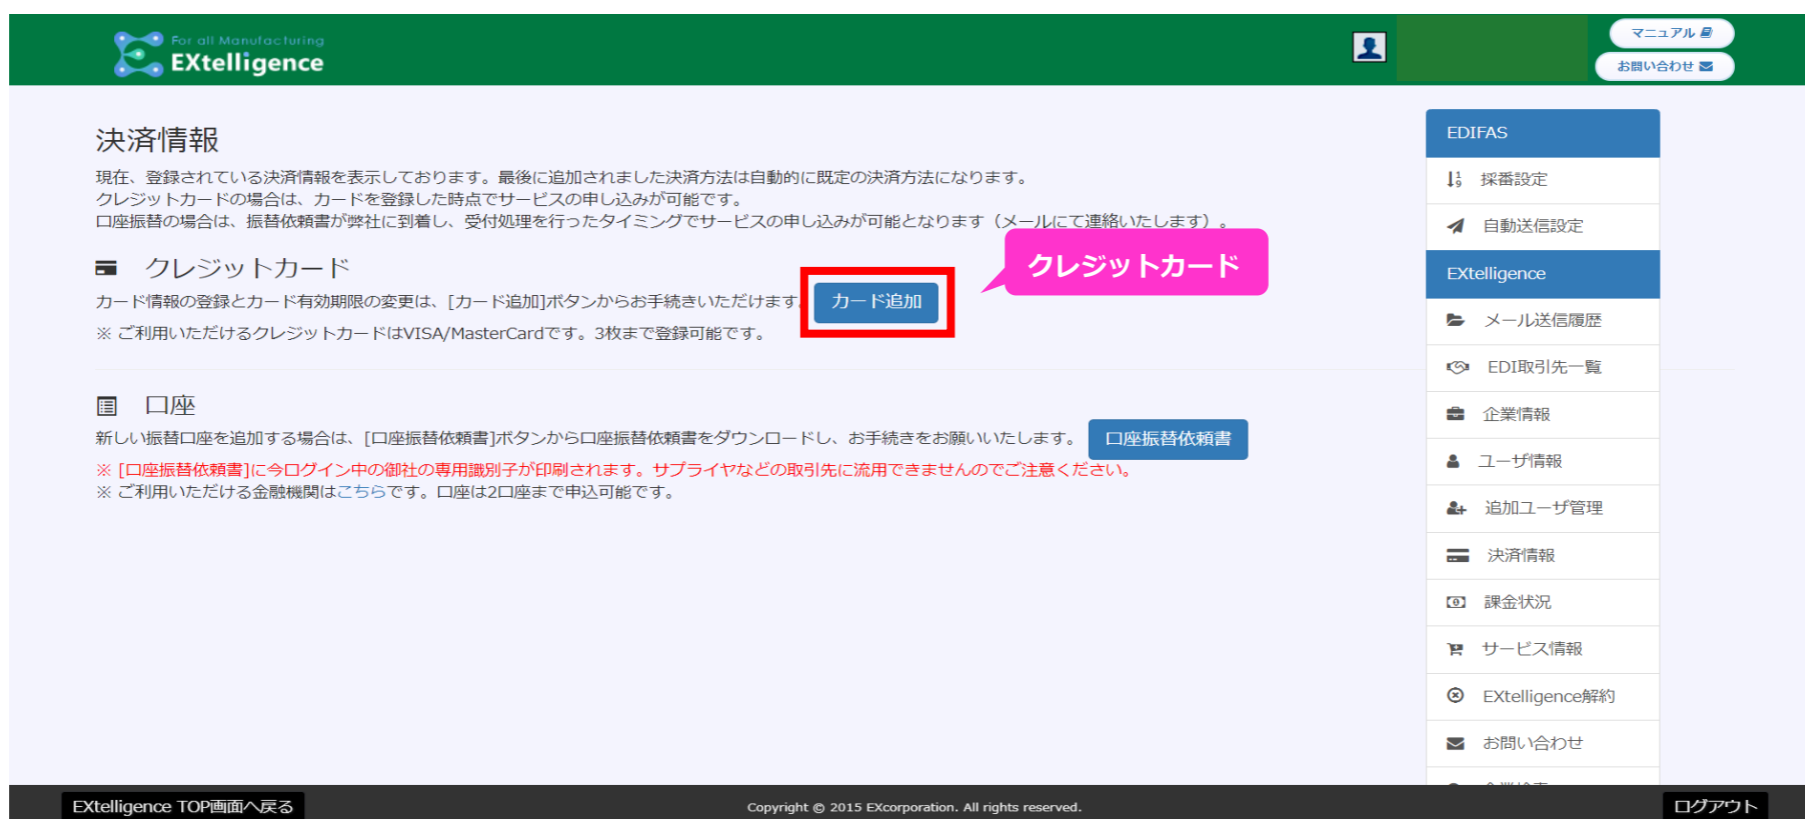 For all Manufacturing
EXtelligence
マニュアル
お問い合わせ
決済情報
現在、登録されている決済情報を表示しております。最後に追加されました決済方法は自動的に既定の決済方法になります。
クレジットカードの場合は、カードを登録した時点でサービスの申し込みが可能です。
口座振替の場合は、振替依頼書が弊社に到着し、受付処理を行ったタイミングでサービスの申し込みが可能となります（メールにて連絡いたします）。
クレジットカード
クレジットカード
カード情報の登録とカード有効期限の変更は、[カード追加]ボタンからお手続きいただけます。
カード追加
※ ご利用いただけるクレジットカードはVISA/MasterCardです。3枚まで登録可能です。
口座
新しい振替口座を追加する場合は、[口座振替依頼書]ボタンから口座振替依頼書をダウンロードし、お手続きをお願いいたします。
口座振替依頼書
※ [口座振替依頼書]に今ログイン中の御社の専用識別子が印刷されます。サプライヤなどの取引先に流用できませんのでご注意ください。
※ ご利用いただける金融機関はこちらです。口座は2口座まで申込可能です。
EDIFAS
採番設定
自動送信設定
EXtelligence
メール送信履歴
EDI取引先一覧
企業情報
ユーザ情報
追加ユーザ管理
決済情報
課金状況
サービス情報
EXtelligence解約
お問い合わせ
EXtelligence TOP画面へ戻る
Copyright © 2015 EXcorporation. All rights reserved.
ログアウト